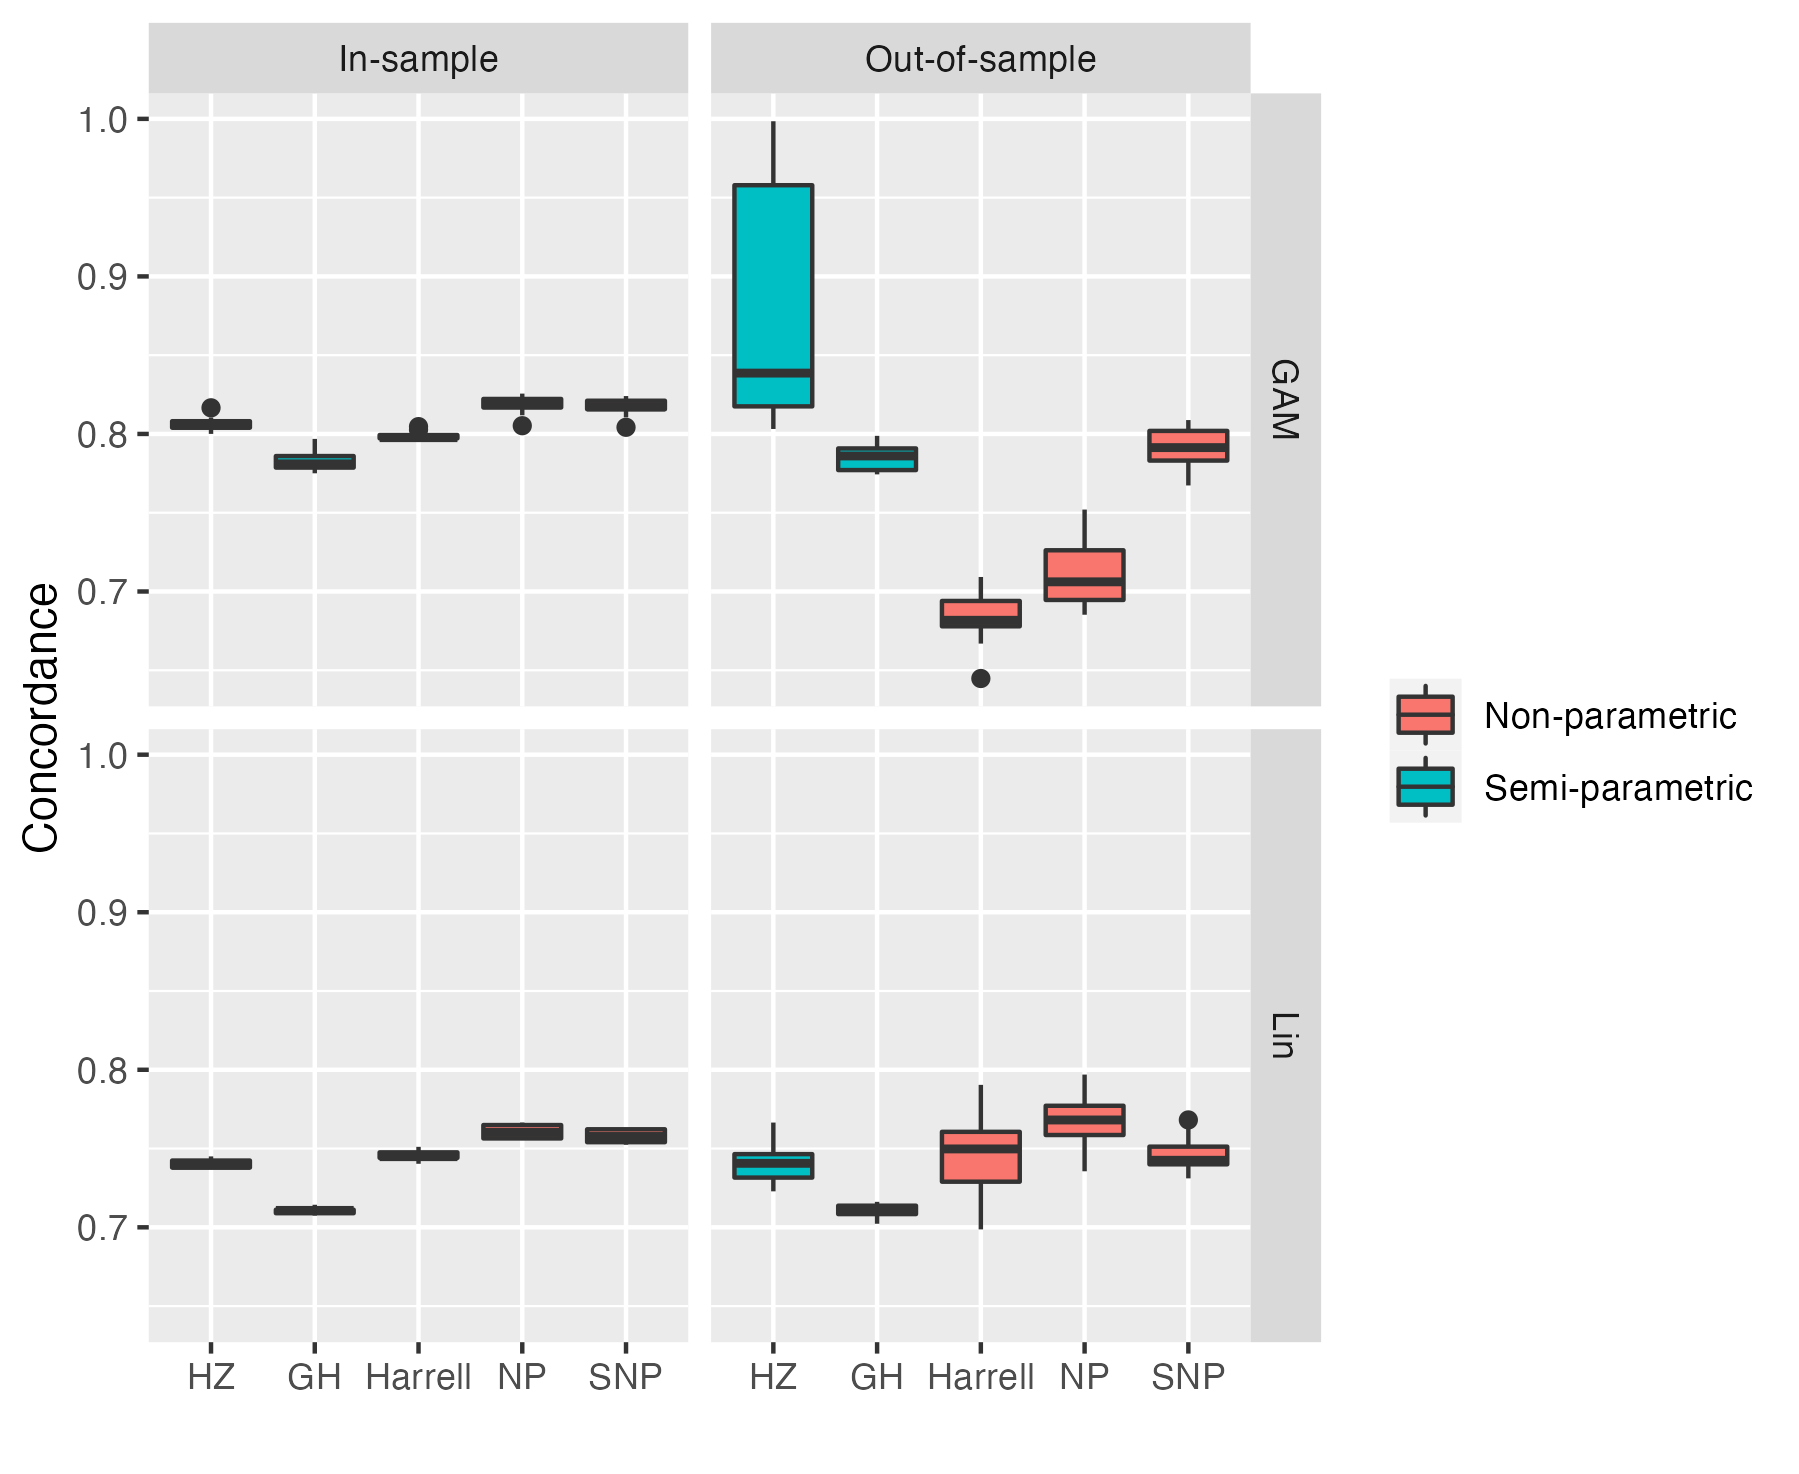 In-sample
Out-of-sample
1.0
0.9
0.8
0.7
GAM
Concordance
1.0
0.9
0.8
0.7
Lin
HZ GH Harrell NP SNP
HZ GH Harrell NP SNP
Non-parametric
Semi-parametric